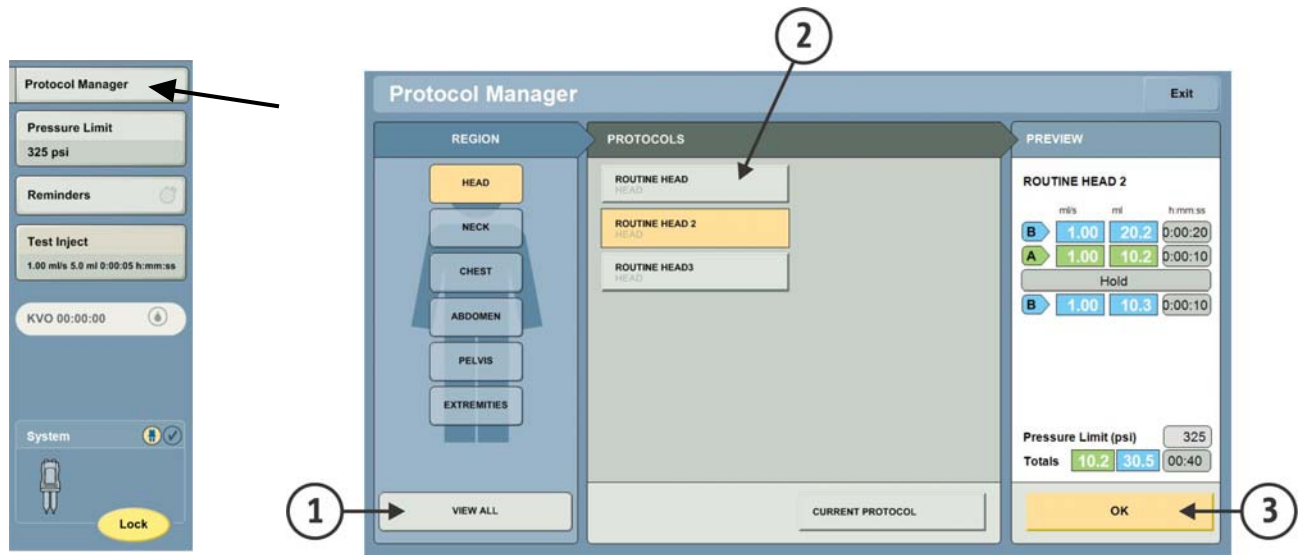 Protocol Manager
Pressure Limit
325 psi
Reminders
Test Inject
1.00 ml/s 5.0 ml 0:00:05 h:mm:ss
KVO 00:00:00
System
Lock
2
Protocol Manager
Exit
REGION
HEAD
NECK
CHEST
ABDOMEN
PELVIS
EXTREMITIES
1
VIEW ALL
PROTOCOLS
ROUTINE HEAD
HEAD
ROUTINE HEAD 2
HEAD
ROUTINE HEAD3
HEAD
CURRENT PROTOCOL
PREVIEW
ROUTINE HEAD 2
ml/s ml h:mm:ss
B 1.00 20.2 0:00:20
A 1.00 10.2 0:00:10
Hold
B 1.00 10.3 0:00:10
Pressure Limit (psi) 325
Totals 10.2 30.5 00:40
OK
3